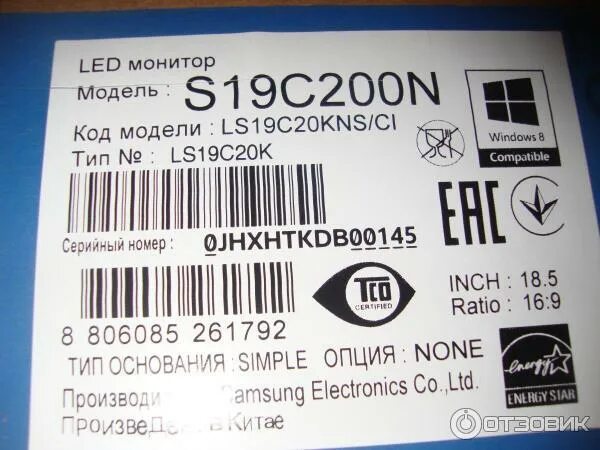 LED монитор
Модель : S19C200N
Код модели : LS19C20KNS/CI
Тип № : LS19C20K
Windows 8
Compatible
Серийный номер : 0JHXHTKDB00145
EAC
TCO
CERTIFIED
INCH : 18.5
Ratio : 16:9
8 806085 261792
ТИП ОСНОВАНИЯ : SIMPLE ОПЦИЯ : NONE
energy
ENERGY STAR
Samsung Electronics Co.,Ltd.
в Китае
ОТЗОВИК